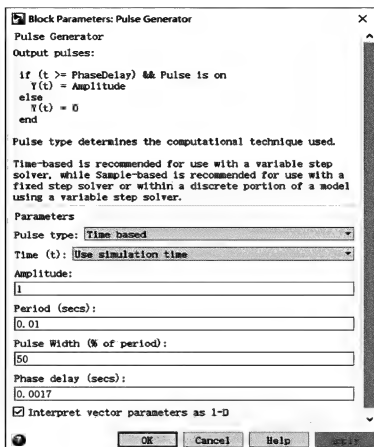 Block Parameters: Pulse Generator
Pulse Generator
Output pulses:
if (t >= PhaseDelay) && Pulse is on
Y(t) = Amplitude
else
Y(t) = 0
end
Pulse type determines the computational technique used.
Time-based is recommended for use with a variable step
solver, while Sample-based is recommended for use with a
fixed step solver or within a discrete portion of a model
using a variable step solver.
Parameters
Pulse type: Time based
Time (t): Use simulation time
Amplitude:
1
Period (secs):
0.01
Pulse Width (% of period):
50
Phase delay (secs):
0.0017
Interpret vector parameters as 1-D
OK Cancel Help